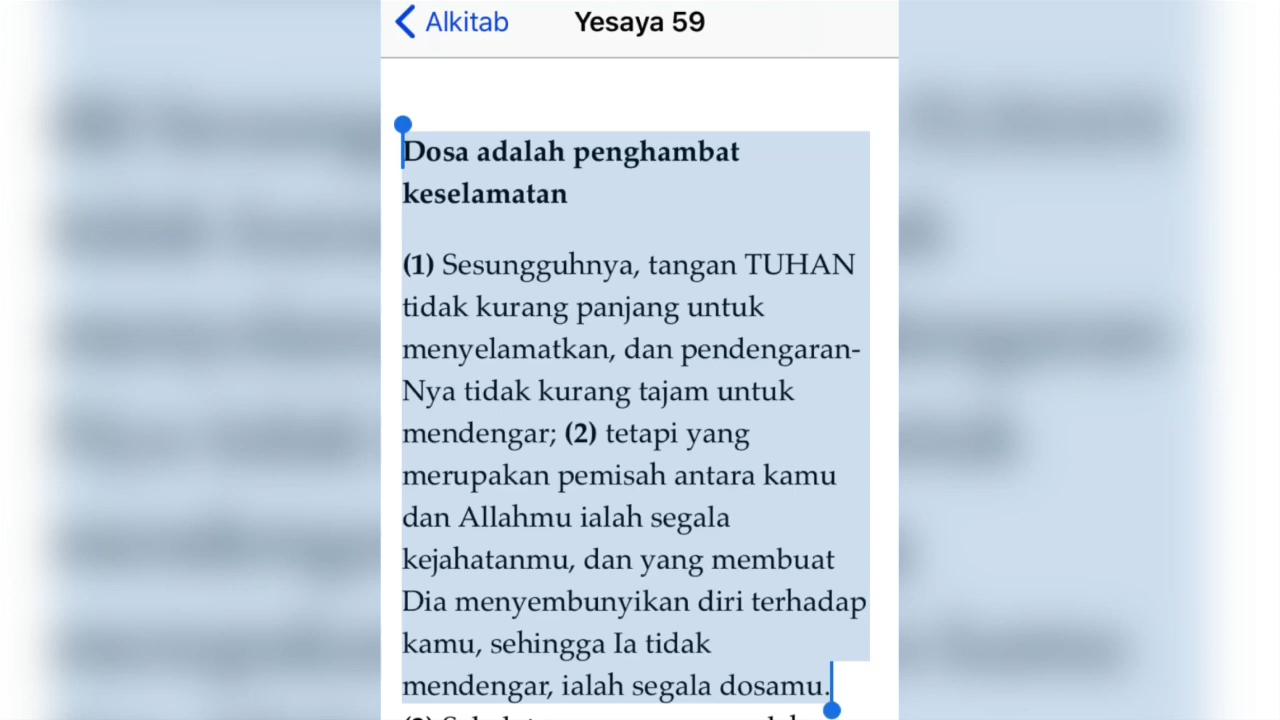 Alkitab
Yesaya 59
Dosa adalah penghambat
keselamatan
(1) Sesungguhnya, tangan TUHAN
tidak kurang panjang untuk
menyelamatkan, dan pendengaran-
Nya tidak kurang tajam untuk
mendengar; (2) tetapi yang
merupakan pemisah antara kamu
dan Allahmu ialah segala
kejahatanmu, dan yang membuat
Dia menyembunyikan diri terhadap
kamu, sehingga Ia tidak
mendengar, ialah segala dosamu.